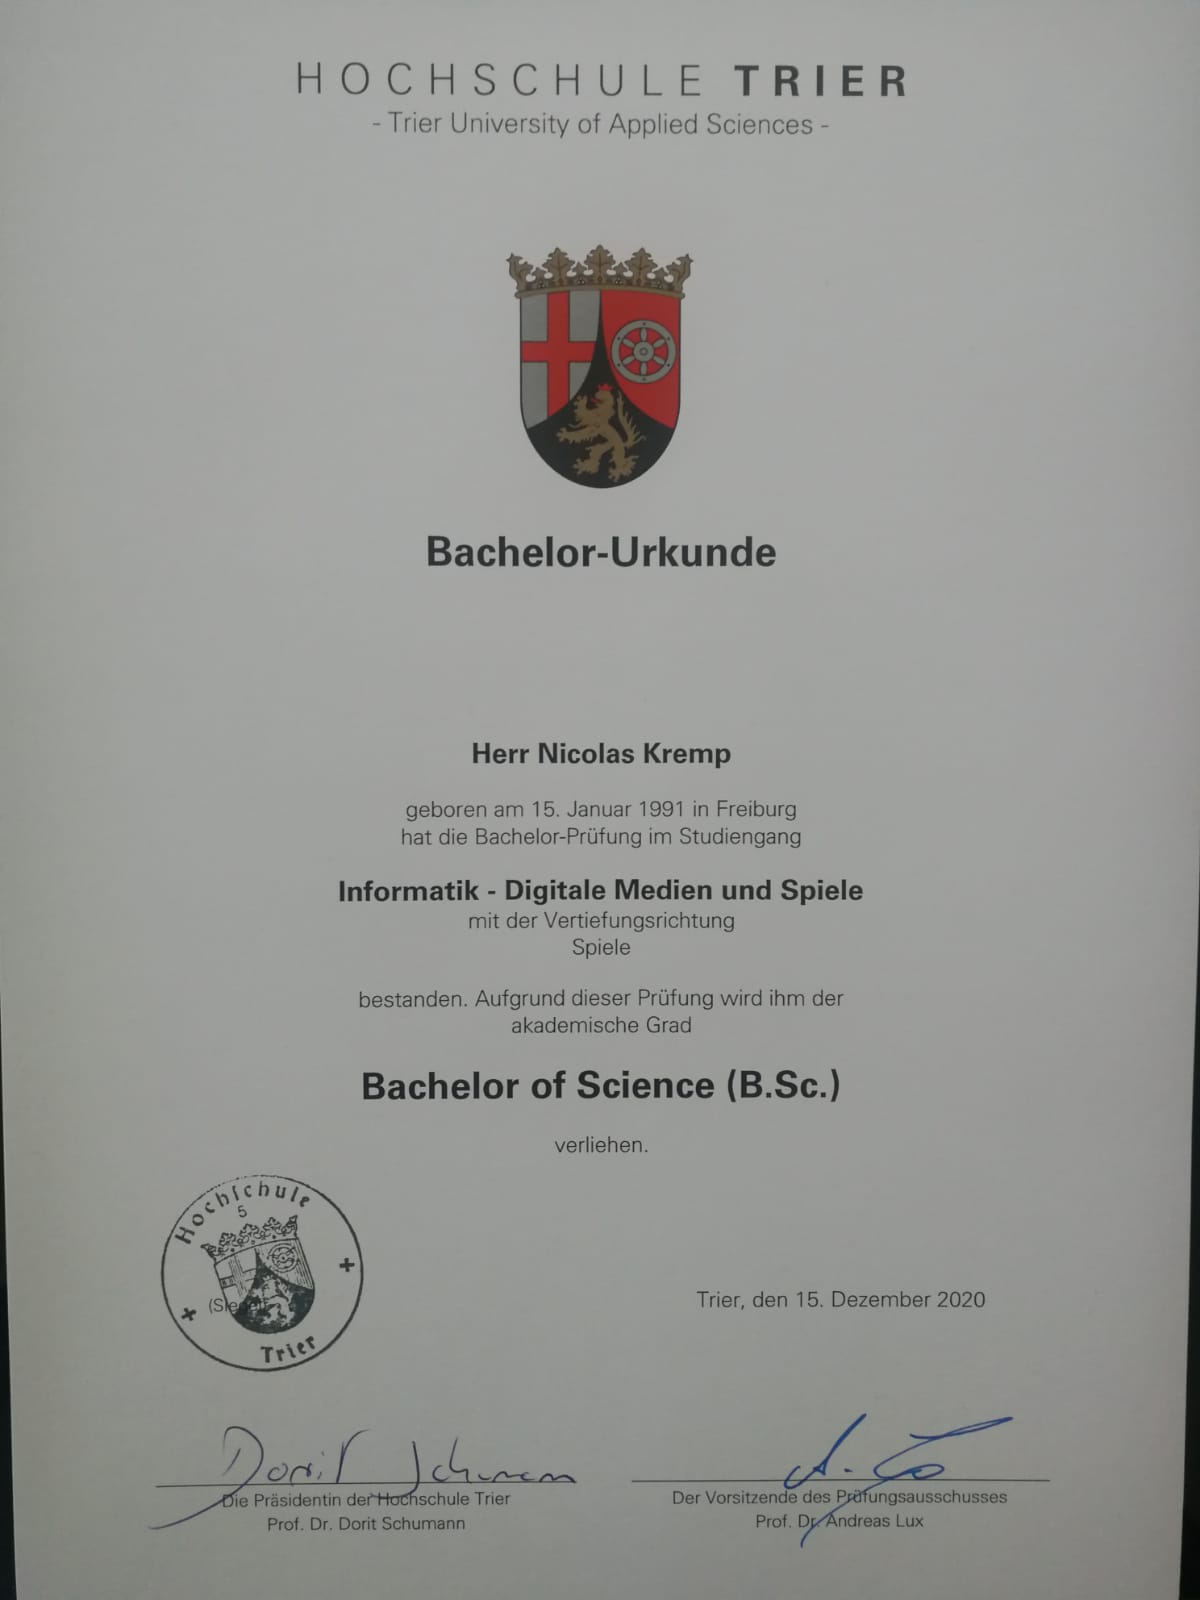 HOCHSCHULE TRIER
- Trier University of Applied Sciences -
Bachelor-Urkunde
Herr Nicolas Kremp
geboren am 15. Januar 1991 in Freiburg
hat die Bachelor-Prüfung im Studiengang
Informatik - Digitale Medien und Spiele
mit der Vertiefungsrichtung
Spiele
bestanden. Aufgrund dieser Prüfung wird ihm der
akademische Grad
Bachelor of Science (B.Sc.)
verliehen.
Hochschule
5
(Siegel)
Trier
Trier, den 15. Dezember 2020
Dorit Schumann
Die Präsidentin der Hochschule Trier
Prof. Dr. Dorit Schumann
Der Vorsitzende des Prüfungsausschusses
Prof. Dr. Andreas Lux